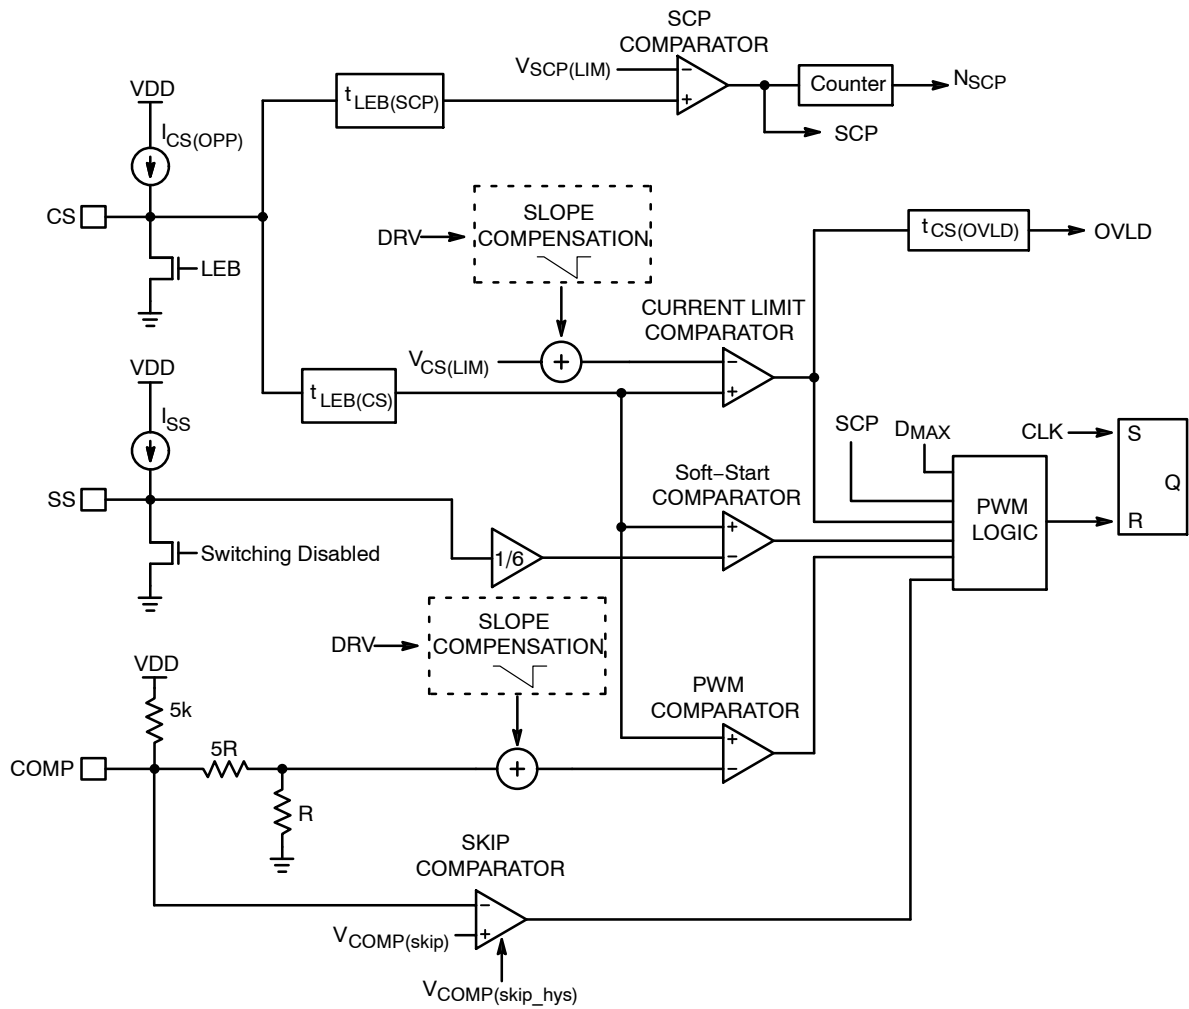 SCP
COMPARATOR
VSCP(LIM)
−
+
Counter
NSCP
SCP
VDD
tLEB(SCP)
ICS(OPP)
CS
LEB
SLOPE
COMPENSATION
DRV
tCS(OVLD)
OVLD
CURRENT LIMIT
COMPARATOR
VCS(LIM)
+
−
+
tLEB(CS)
VDD
ISS
SS
Switching Disabled
SCP
DMAX
CLK
S
Q
R
PWM
LOGIC
Soft−Start
COMPARATOR
+
−
1/6
SLOPE
COMPENSATION
DRV
VDD
5k
PWM
COMPARATOR
+
−
COMP
5R
+
R
SKIP
COMPARATOR
−
+
VCOMP(skip)
VCOMP(skip_hys)